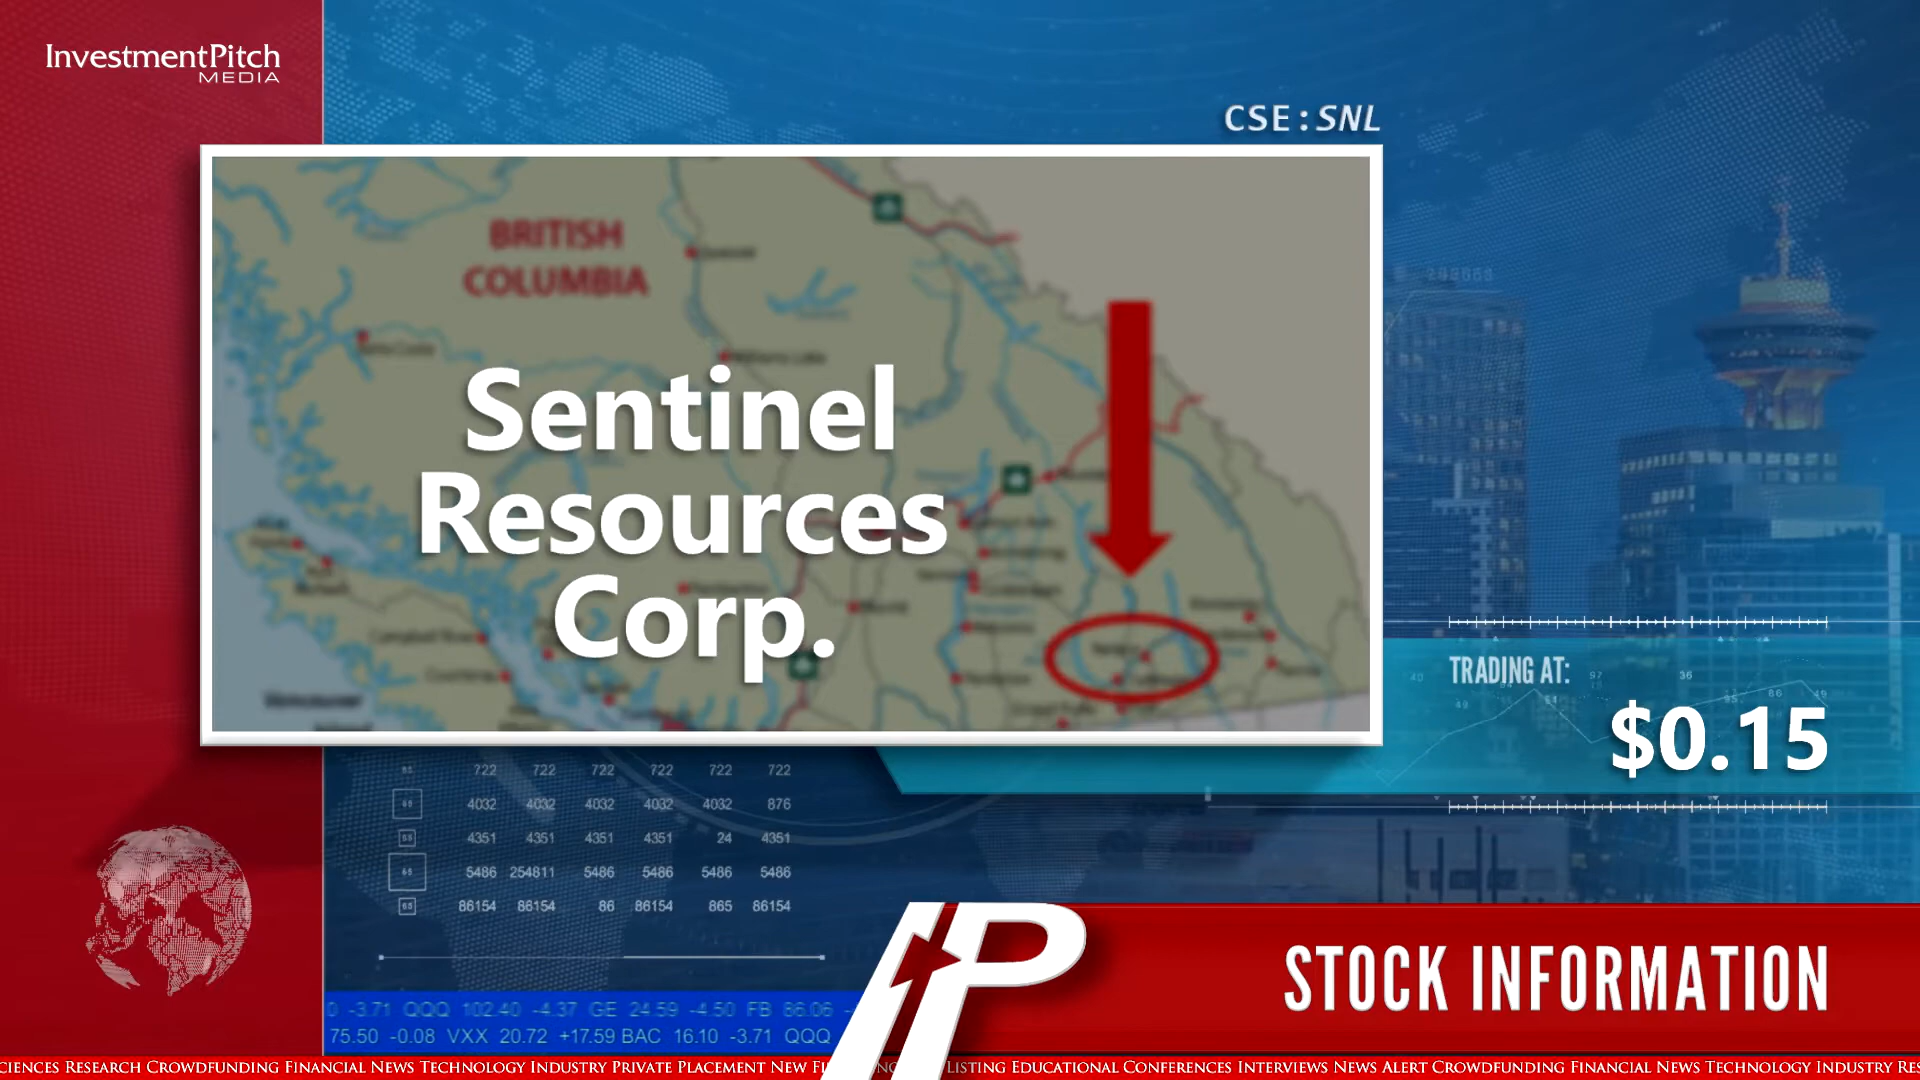 InvestmentPitch
MEDIA
CSE:SNL
BRITISH
COLUMBIA
Williams Lake
Sentinel
Resources
Corp.
TRADING AT:
$0.15
722 722 722 722 722 722
4032 4032 4032 4032 4032 876
4351 4351 4351 4351 24 4351
5486 254811 5486 5486 5486 5486
86154 86154 86 86154 865 86154
IP
STOCK INFORMATION
0 -3.71 QQQ 102.40 -4.37 GE 24.59 -4.50 FB 86.06
75.50 -0.08 VXX 20.72 +17.59 BAC 16.10 -3.71 QQQ
CIENCES RESEARCH CROWDFUNDING FINANCIAL NEWS TECHNOLOGY INDUSTRY PRIVATE PLACEMENT NEW LISTING EDUCATIONAL CONFERENCES INTERVIEWS NEWS ALERT CROWDFUNDING FINANCIAL NEWS TECHNOLOGY INDUSTRY RES